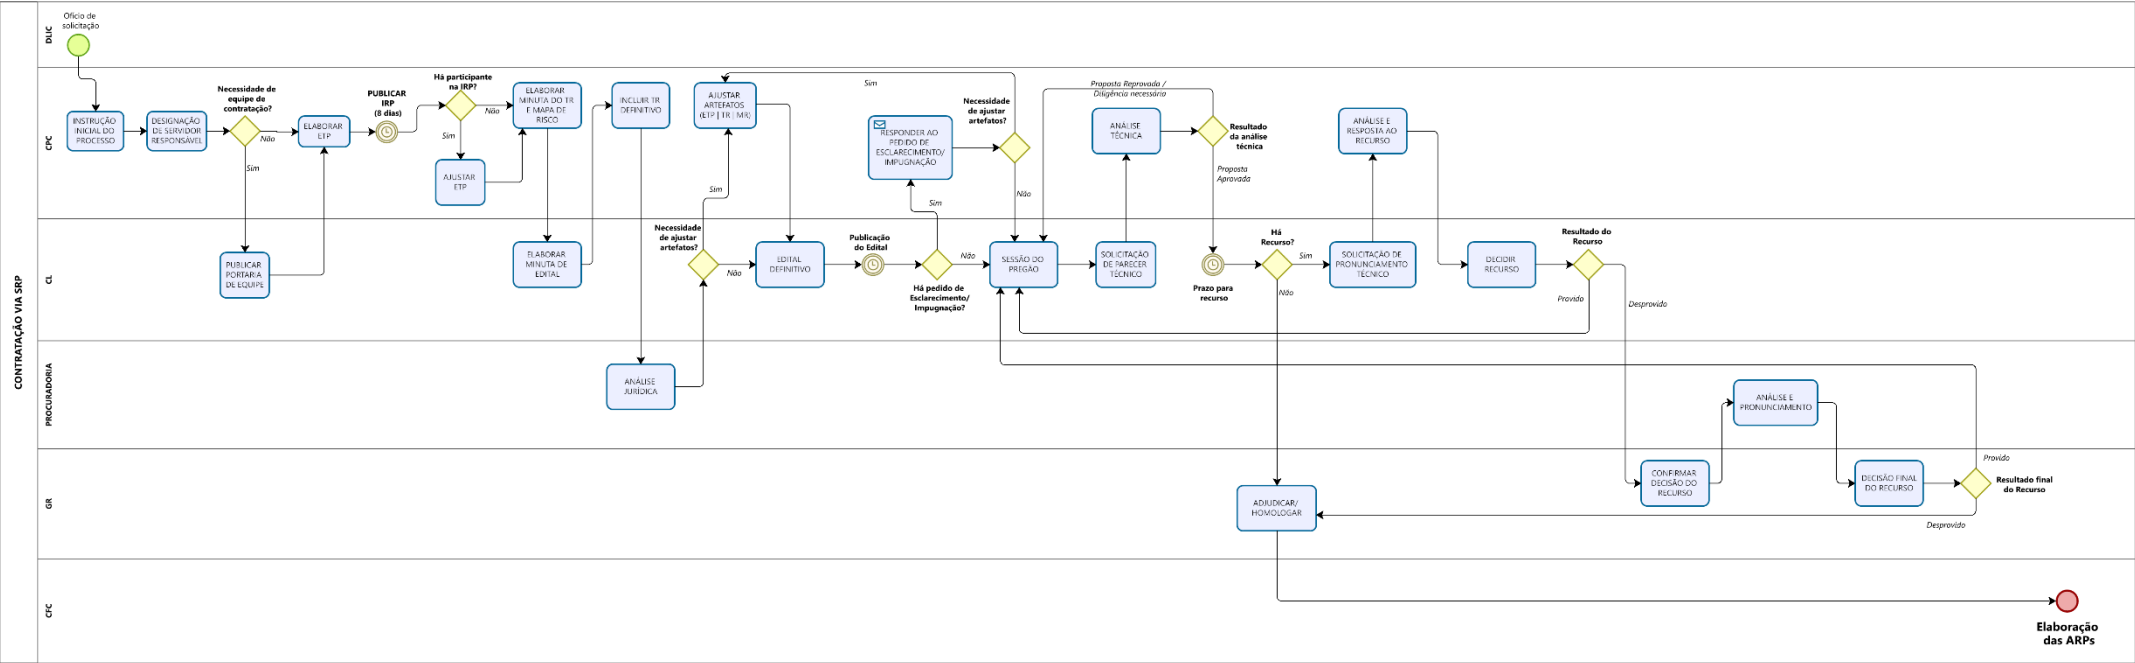 CONTRATAÇÃO VIA SRP
DLIC
Ofício de
solicitação
CPC
INSTRUÇÃO
INICIAL DO
PROCESSO
DESIGNAÇÃO
DE SERVIDOR
RESPONSÁVEL
Necessidade de
equipe de
contratação?
Não
Sim
ELABORAR
ETP
PUBLICAR
IRP
(8 dias)
Há participante
na IRP?
Não
Sim
AJUSTAR
ETP
ELABORAR
MINUTA DO TR
E MAPA DE
RISCO
INCLUIR TR
DEFINITIVO
AJUSTAR
ARTEFATOS
(ETP | TR | MR)
Sim
Sim
RESPONDER AO
PEDIDO DE
ESCLARECIMENTO/
IMPUGNAÇÃO
Sim
Necessidade
de ajustar
artefatos?
Não
Proposta Reprovada /
Diligência necessária
ANÁLISE
TÉCNICA
Resultado
da análise
técnica
Proposta
Aprovada
ANÁLISE E
RESPOSTA AO
RECURSO
CL
PUBLICAR
PORTARIA
DE EQUIPE
ELABORAR
MINUTA DE
EDITAL
Necessidade
de ajustar
artefatos?
Não
EDITAL
DEFINITIVO
Publicação
do Edital
Há pedido de
Esclarecimento/
Impugnação?
Não
SESSÃO DO
PREGÃO
SOLICITAÇÃO
DE PARECER
TÉCNICO
Prazo para
recurso
Há
Recurso?
Sim
Não
SOLICITAÇÃO DE
PRONUNCIAMENTO
TÉCNICO
DECIDIR
RECURSO
Resultado do
Recurso
Provido
Desprovido
PROCURADORIA
ANÁLISE
JURÍDICA
ANÁLISE E
PRONUNCIAMENTO
GR
ADJUDICAR/
HOMOLOGAR
CONFIRMAR
DECISÃO DO
RECURSO
DECISÃO FINAL
DO RECURSO
Provido
Resultado final
do Recurso
Desprovido
CFC
Elaboração
das ARPs